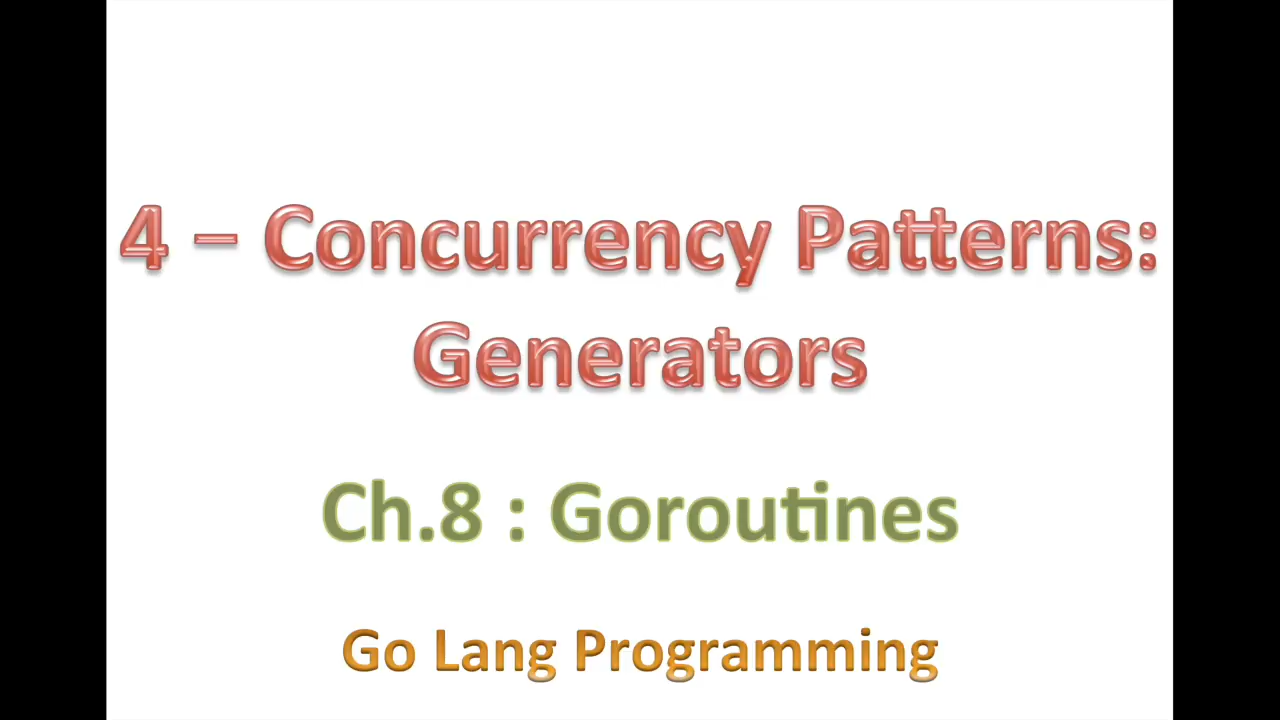 4 – Concurrency Patterns:
Generators
Ch.8 : Goroutines
Go Lang Programming